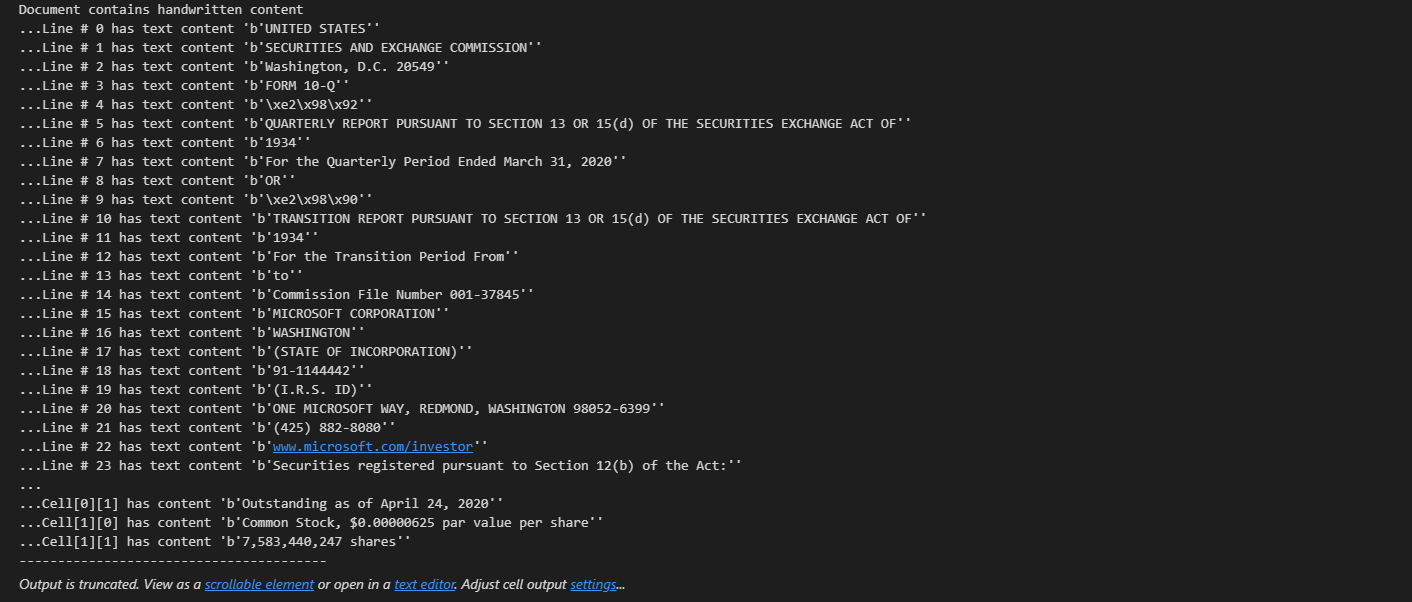 Document contains handwritten content
...Line # 0 has text content 'b'UNITED STATES''
...Line # 1 has text content 'b'SECURITIES AND EXCHANGE COMMISSION''
...Line # 2 has text content 'b'Washington, D.C. 20549''
...Line # 3 has text content 'b'FORM 10-Q''
...Line # 4 has text content 'b'\xe2\x98\x92''
...Line # 5 has text content 'b'QUARTERLY REPORT PURSUANT TO SECTION 13 OR 15(d) OF THE SECURITIES EXCHANGE ACT OF''
...Line # 6 has text content 'b'1934''
...Line # 7 has text content 'b'For the Quarterly Period Ended March 31, 2020''
...Line # 8 has text content 'b'OR''
...Line # 9 has text content 'b'\xe2\x98\x90''
...Line # 10 has text content 'b'TRANSITION REPORT PURSUANT TO SECTION 13 OR 15(d) OF THE SECURITIES EXCHANGE ACT OF''
...Line # 11 has text content 'b'1934''
...Line # 12 has text content 'b'For the Transition Period From''
...Line # 13 has text content 'b'to''
...Line # 14 has text content 'b'Commission File Number 001-37845''
...Line # 15 has text content 'b'MICROSOFT CORPORATION''
...Line # 16 has text content 'b'WASHINGTON''
...Line # 17 has text content 'b'(STATE OF INCORPORATION)''
...Line # 18 has text content 'b'91-1144442''
...Line # 19 has text content 'b'(I.R.S. ID)''
...Line # 20 has text content 'b'ONE MICROSOFT WAY, REDMOND, WASHINGTON 98052-6399''
...Line # 21 has text content 'b'(425) 882-8080''
...Line # 22 has text content 'b'www.microsoft.com/investor''
...Line # 23 has text content 'b'Securities registered pursuant to Section 12(b) of the Act:''
...
...Cell[0][1] has content 'b'Outstanding as of April 24, 2020''
...Cell[1][0] has content 'b'Common Stock, $0.00000625 par value per share''
...Cell[1][1] has content 'b'7,583,440,247 shares''
----------------------------------------
Output is truncated. View as a scrollable element or open in a text editor. Adjust cell output settings...